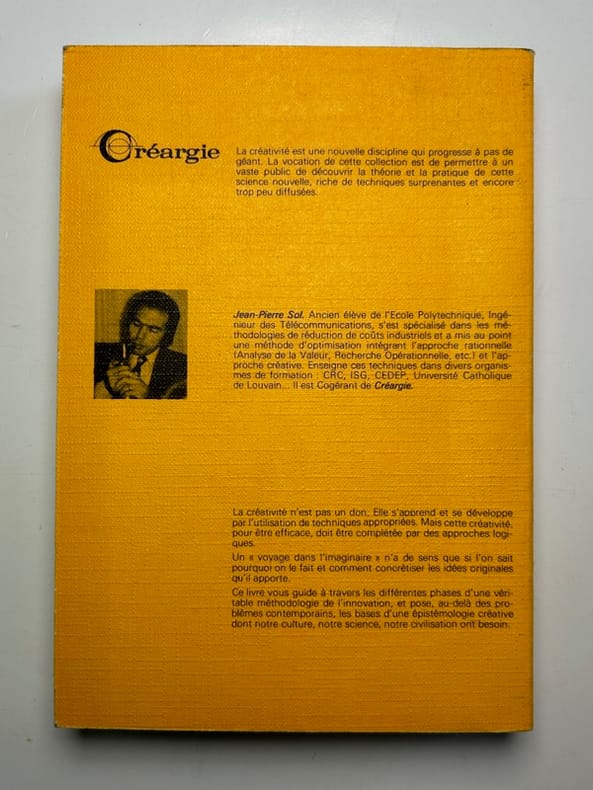 Créargie
La créativité est une nouvelle discipline qui progresse à pas de
géant. La vocation de cette collection est de permettre à un
vaste public de découvrir la théorie et la pratique de cette
science nouvelle, riche de techniques surprenantes et encore
trop peu diffusées.
Jean-Pierre Sol. Ancien élève de l'Ecole Polytechnique, Ingé-
nieur des Télécommunications, s'est spécialisé dans les mé-
thodologies de réduction de coûts industriels et a mis au point
une méthode d'optimisation intégrant l'approche rationnelle
(Analyse de la Valeur, Recherche Opérationnelle, etc.) et l'ap-
proche créative. Enseigne ces techniques dans divers organis-
mes de formation : CRC, ISG, CEDEP, Université Catholique
de Louvain... Il est Cogérant de Créargie.
La créativité n'est pas un don. Elle s'apprend et se développe
par l'utilisation de techniques appropriées. Mais cette créativité,
pour être efficace, doit être complétée par des approches logi-
ques.
Un « voyage dans l'imaginaire » n'a de sens que si l'on sait
pourquoi on le fait et comment concrétiser les idées originales
qu'il apporte.
Ce livre vous guide à travers les différentes phases d'une véri-
table méthodologie de l'innovation, et pose, au-delà des pro-
blèmes contemporains, les bases d'une épistémologie créative
dont notre culture, notre science, notre civilisation ont besoin.